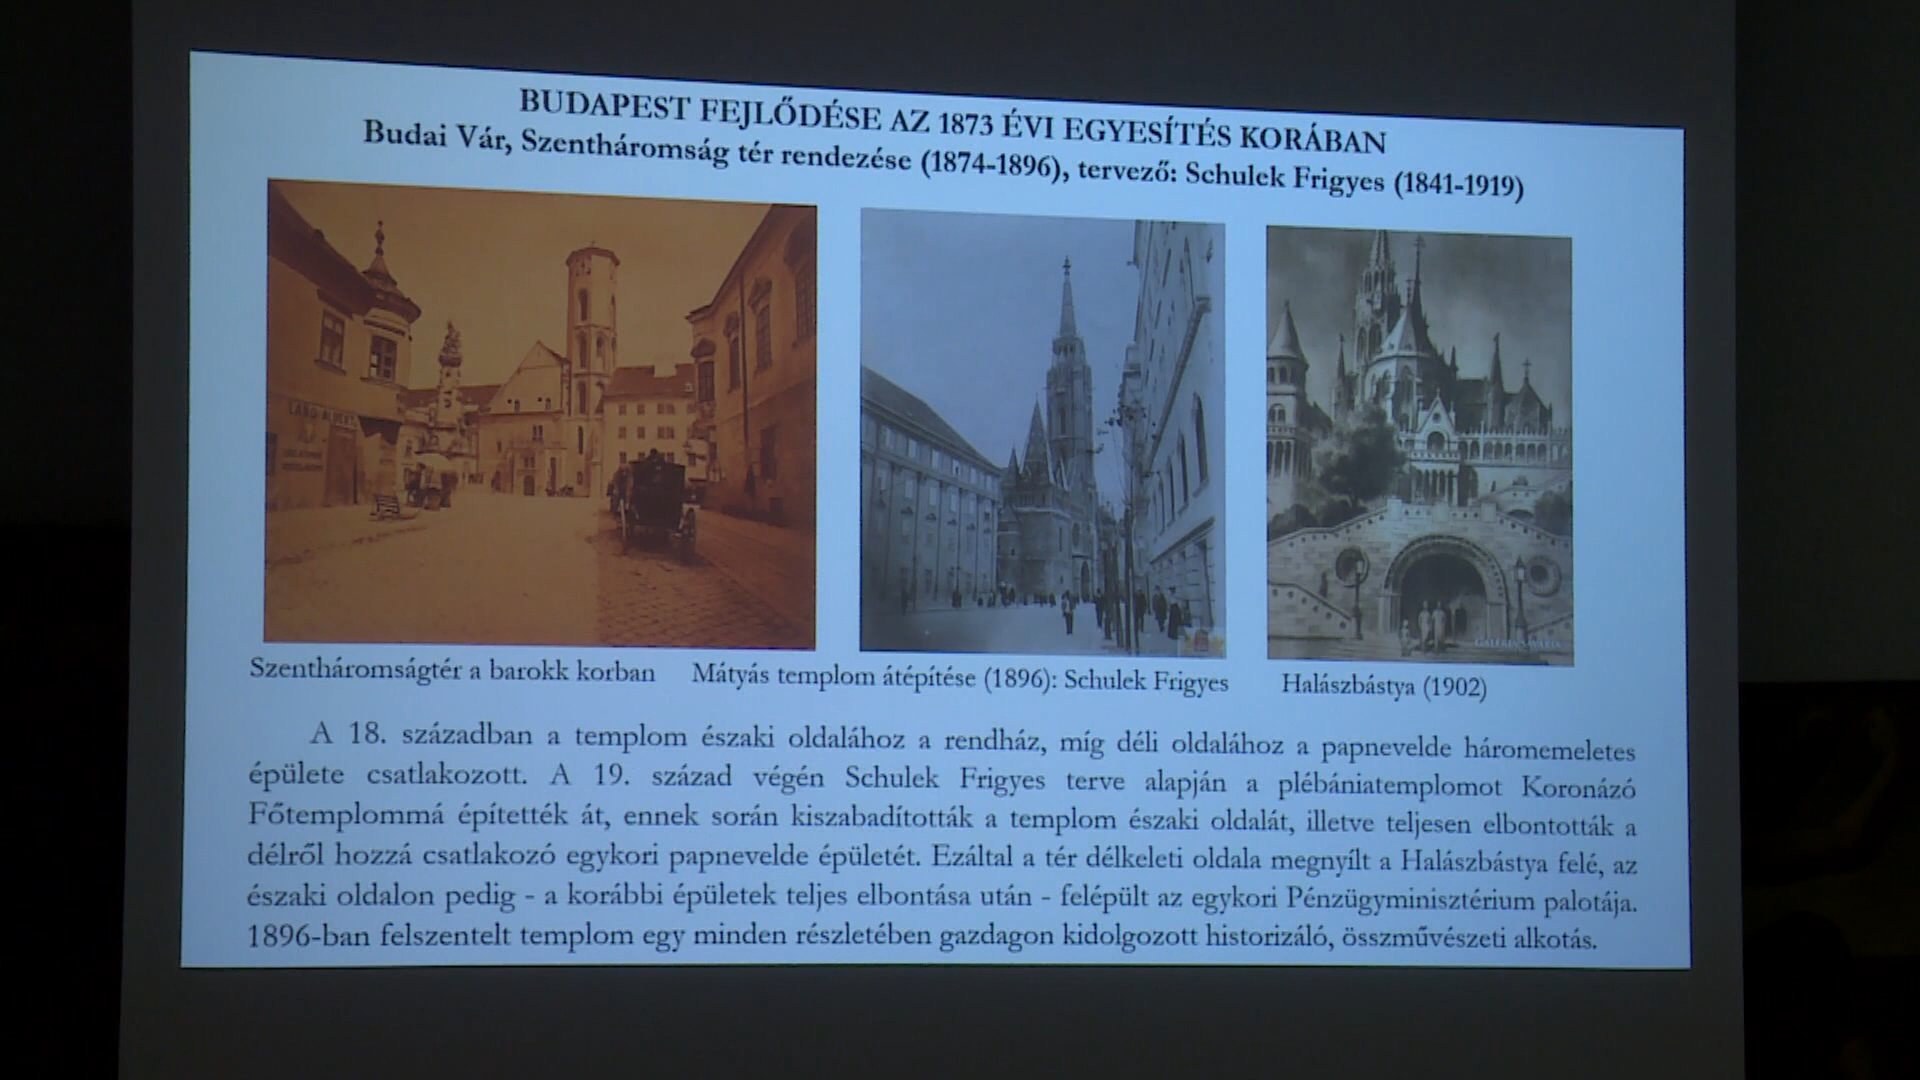 BUDAPEST FEJLŐDÉSE AZ 1873 ÉVI EGYESÍTÉS KORÁBAN
Budai Vár, Szentháromság tér rendezése (1874-1896), tervező: Schulek Frigyes (1841-1919)
Szentháromságtér a barokk korban
Mátyás templom átépítése (1896): Schulek Frigyes
Halászbástya (1902)
A 18. században a templom északi oldalához a rendház, míg déli oldalához a papnevelde háromemeletes
épülete csatlakozott. A 19. század végén Schulek Frigyes terve alapján a plébániatemplomot Koronázó
Főtemplommá építették át, ennek során kiszabadították a templom északi oldalát, illetve teljesen elbontották a
délről hozzá csatlakozó egykori papnevelde épületét. Ezáltal a tér délkeleti oldala megnyílt a Halászbástya felé, az
északi oldalon pedig - a korábbi épületek teljes elbontása után - felépült az egykori Pénzügyminisztérium palotája.
1896-ban felszentelt templom egy minden részletében gazdagon kidolgozott historizáló, összművészeti alkotás.